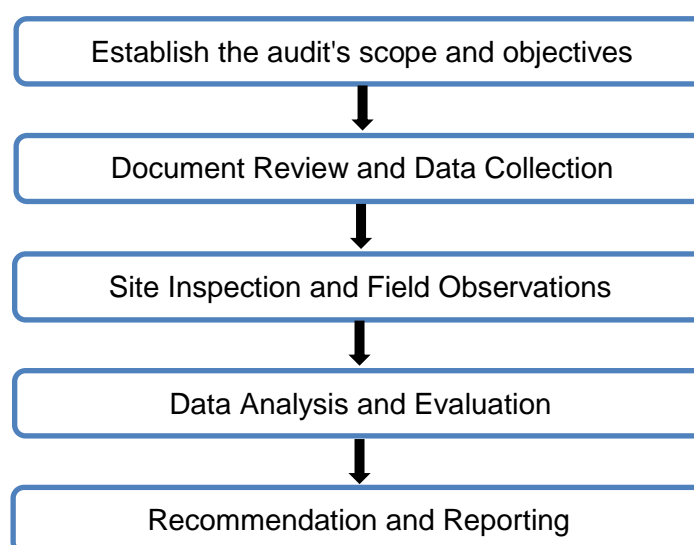 Establish the audit's scope and objectives
Document Review and Data Collection
Site Inspection and Field Observations
Data Analysis and Evaluation
Recommendation and Reporting